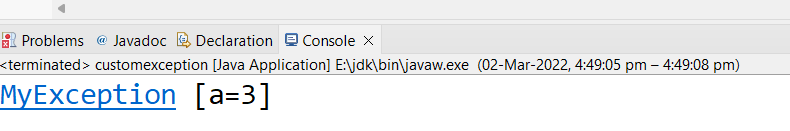 Problems @ Javadoc Declaration Console
<terminated> customexception [Java Application] E:\jdk\bin\javaw.exe (02-Mar-2022, 4:49:05 pm – 4:49:08 pm)
MyException [a=3]